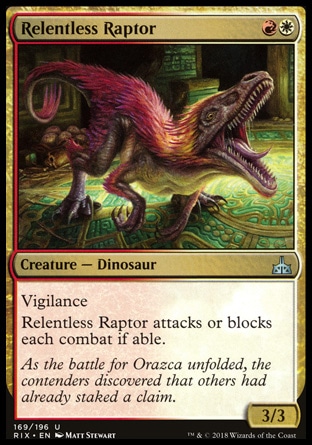 Relentless Raptor
Creature — Dinosaur
Vigilance
Relentless Raptor attacks or blocks
each combat if able.
As the battle for Orazca unfolded, the
contenders discovered that others had
already staked a claim.
3/3
169/196 U
RIX • EN Matt Stewart
™ & © 2018 Wizards of the Coast